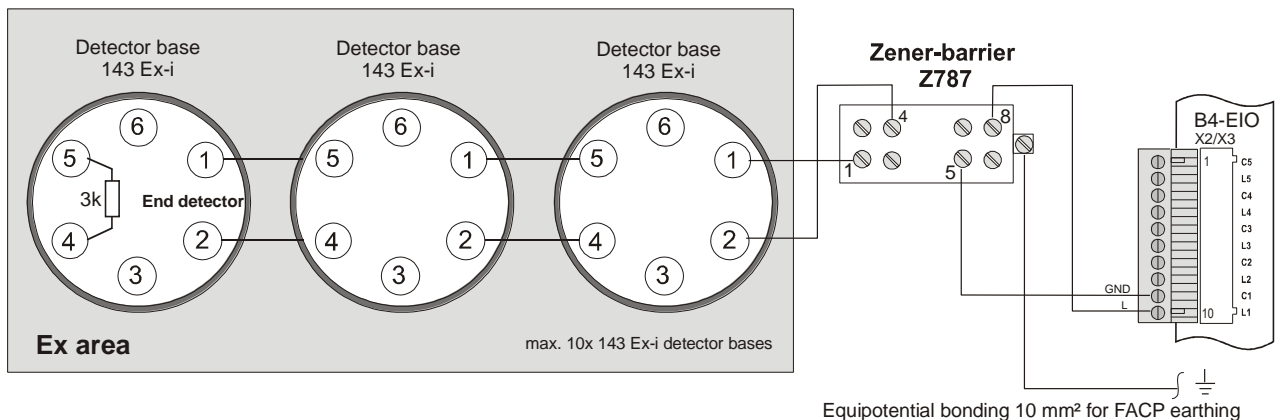 Detector base
143 Ex-i
Detector base
143 Ex-i
Detector base
143 Ex-i
Zener-barrier
Z787
B4-EIO
X2/X3
6
5
1
3k
End detector
4
2
3
6
5
1
4
2
3
6
5
1
4
2
3
4
8
1
5
1
10
C5
L5
C4
L4
C3
L3
C2
L2
C1
L1
GND
L
Ex area
max. 10x 143 Ex-i detector bases
Equipotential bonding 10 mm² for FACP earthing